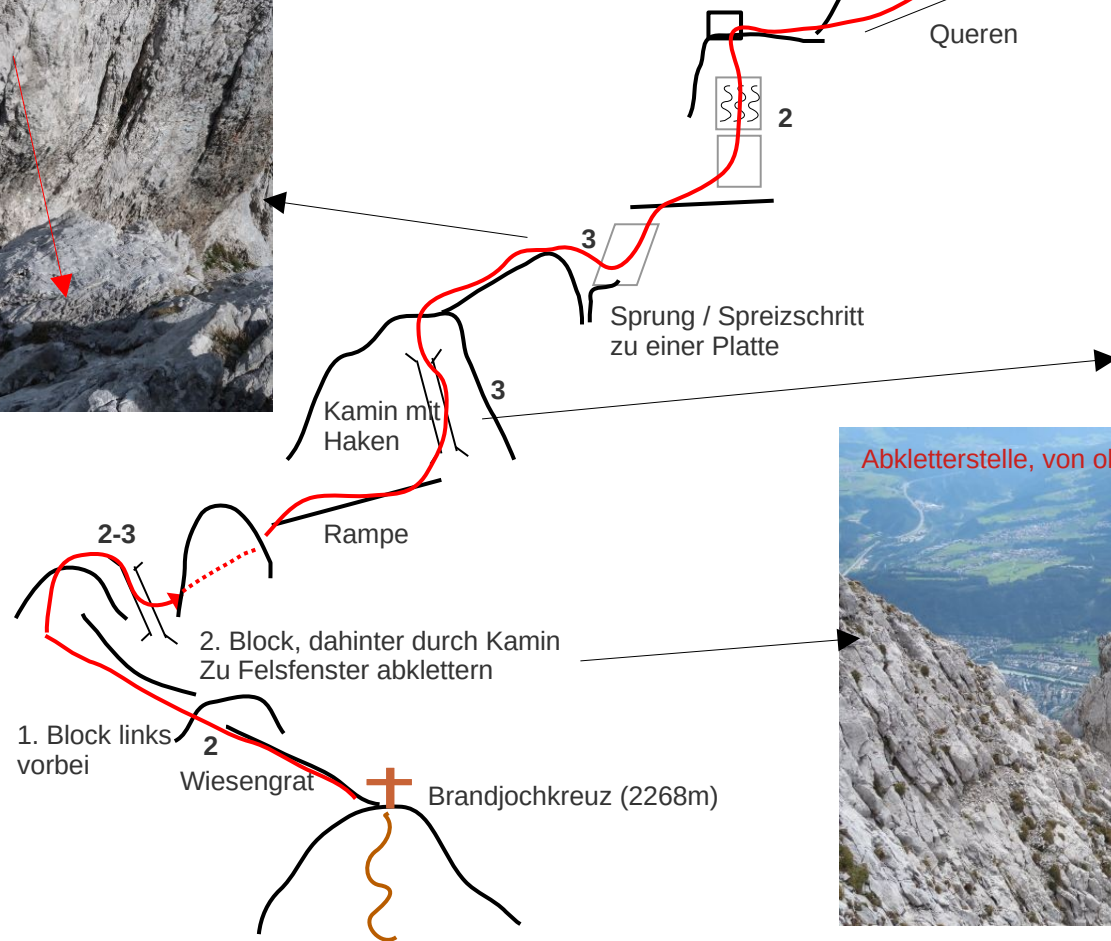 Queren
2
3
Sprung / Spreizschritt
zu einer Platte
3
Kamin mit
Haken
Abkletterstelle, von
Rampe
2-3
2. Block, dahinter durch Kamin
Zu Felsfenster abklettern
1. Block links
vorbei
2
Wiesengrat
Brandjochkreuz (2268m)